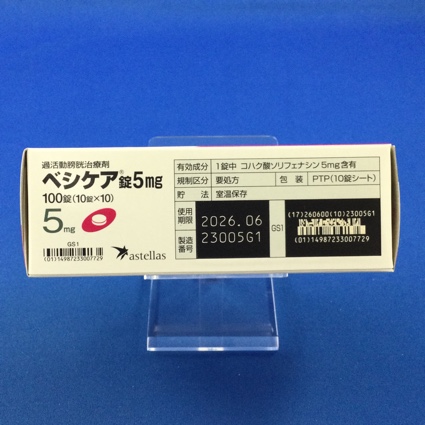 過活動膀胱治療剤
ベシケア®錠5mg
100錠(10錠×10)
5mg
GS1
(01)14987233007729
astellas
有効成分 1錠中 コハク酸ソリフェナシン5mg含有
規制区分 要処方 包装 PTP(10錠シート)
貯法 室温保存
使用期限 2026.06
製造番号 23005G1
GS1
(17)260600(10)23005G1
(01)14987233007729